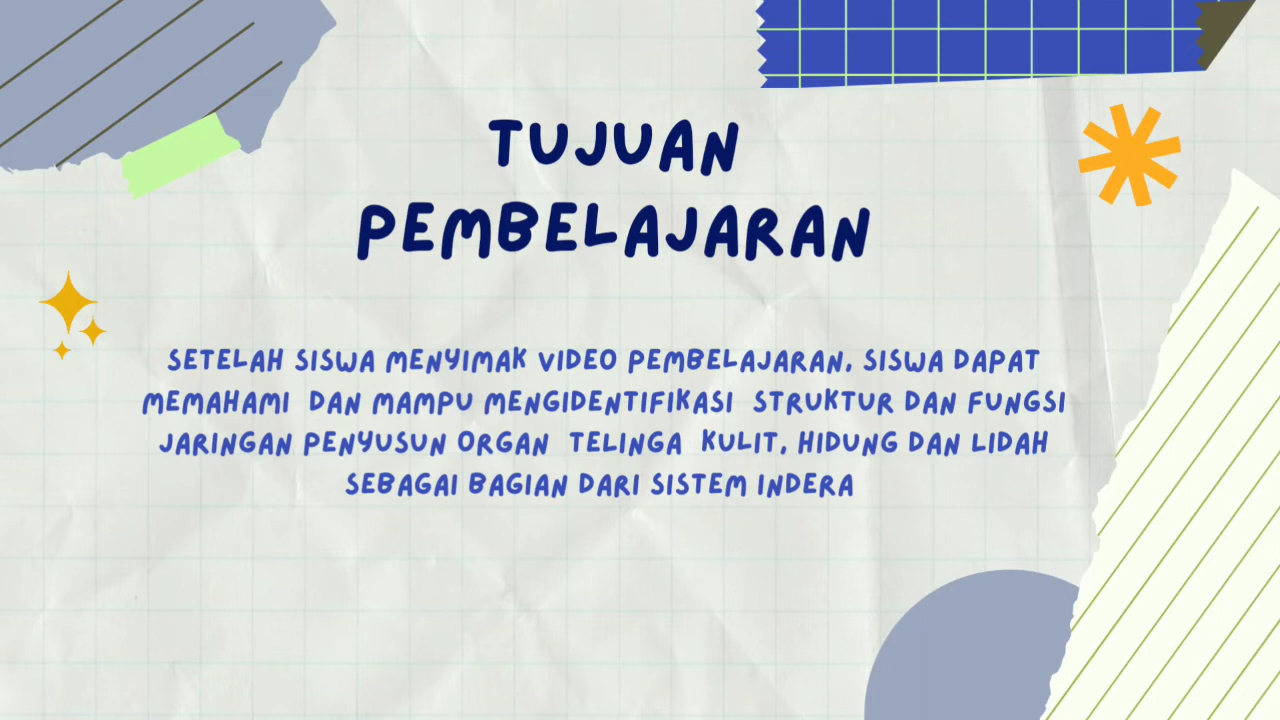 TUJUAN
PEMBELAJARAN
SETELAH SISWA MENYIMAK VIDEO PEMBELAJARAN, SISWA DAPAT
MEMAHAMI DAN MAMPU MENGIDENTIFIKASI STRUKTUR DAN FUNGSI
JARINGAN PENYUSUN ORGAN TELINGA KULIT, HIDUNG DAN LIDAH
SEBAGAI BAGIAN DARI SISTEM INDERA